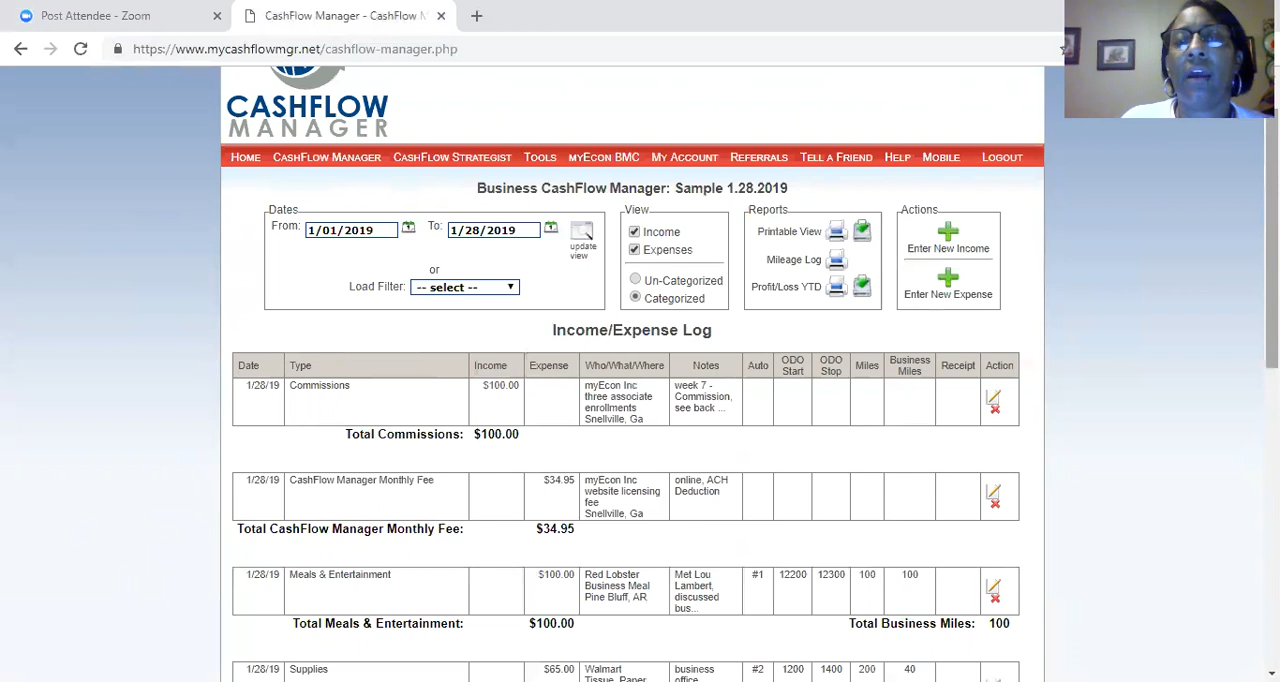 Post Attendee - Zoom
CashFlow Manager - CashFlow M
https://www.mycashflowmgr.net/cashflow-manager.php
CASHFLOW
MANAGER
HOME CASHFLOW MANAGER CASHFLOW STRATEGIST TOOLS MYECON BMC MY ACCOUNT REFERRALS TELL A FRIEND HELP MOBILE LOGOUT
Business CashFlow Manager: Sample 1.28.2019
Dates
From: 1/01/2019 To: 1/28/2019
update
view
or
Load Filter: -- select --
View
Income
Expenses
Un-Categorized
Categorized
Reports
Printable View
Mileage Log
Profit/Loss YTD
Actions
Enter New Income
Enter New Expense
Income/Expense Log
Date Type Income Expense Who/What/Where Notes Auto ODO Start ODO Stop Miles Business Miles Receipt Action
1/28/19 Commissions $100.00 myEcon Inc week 7 -
three associate Commission,
enrollments see back ...
Snellville, Ga
Total Commissions: $100.00
1/28/19 CashFlow Manager Monthly Fee $34.95 myEcon Inc online, ACH
website licensing Deduction
fee
Snellville, Ga
Total CashFlow Manager Monthly Fee: $34.95
1/28/19 Meals & Entertainment $100.00 Red Lobster Met Lou #1 12200 12300 100 100
Business Meal Lambert,
Pine Bluff, AR discussed
bus...
Total Meals & Entertainment: $100.00 Total Business Miles: 100
1/28/19 Supplies $65.00 Walmart business #2 1200 1400 200 40
Tissue, Paper office